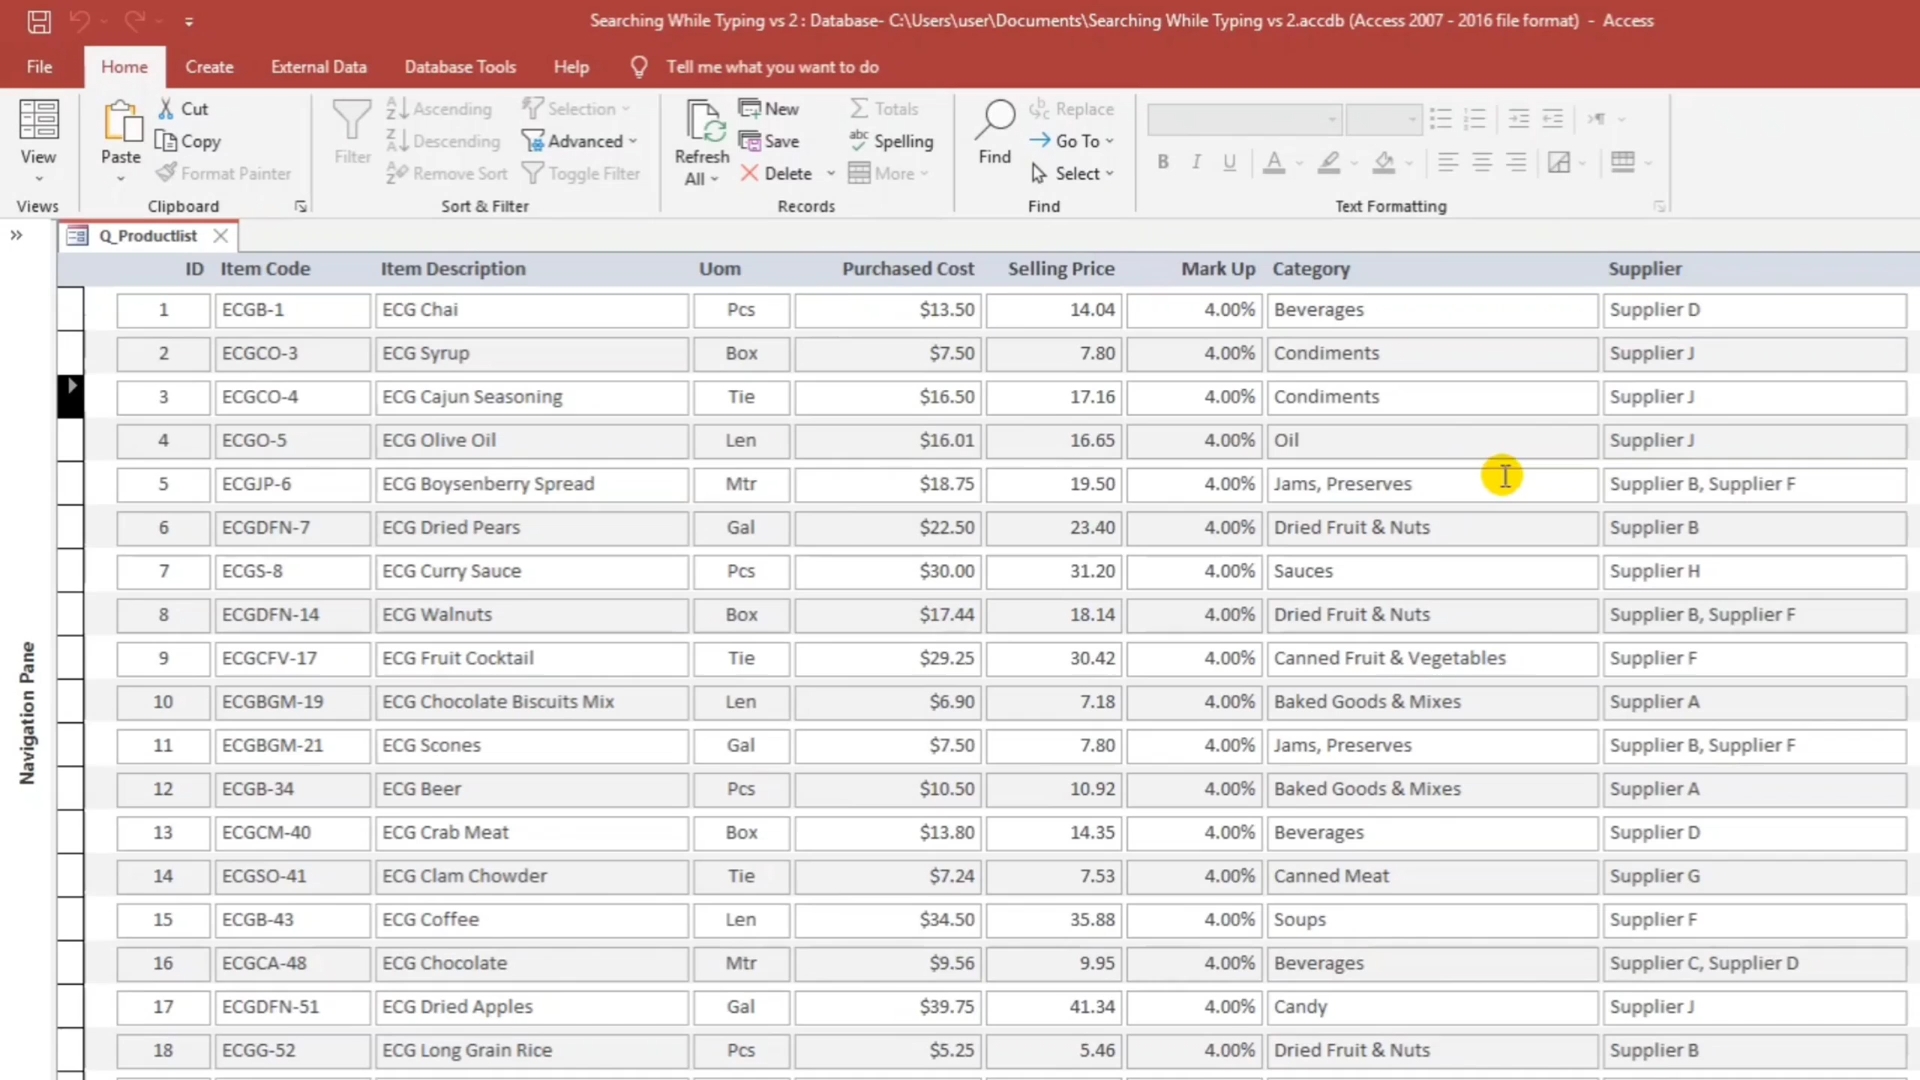 Searching While Typing vs 2 : Database- C:\Users\user\Documents\Searching While Typing vs 2.accdb (Access 2007 - 2016 file format) - Access
File Home Create External Data Database Tools Help Tell me what you want to do
View
Views
Paste
Cut
Copy
Format Painter
Clipboard
Filter
Ascending
Descending
Remove Sort
Selection
Advanced
Toggle Filter
Sort & Filter
Refresh
All
New
Save
Delete
Totals
Spelling
More
Records
Find
Replace
Go To
Select
Find
Text Formatting
Q_Productlist
Navigation Pane
ID Item Code Item Description Uom Purchased Cost Selling Price Mark Up Category Supplier
1 ECGB-1 ECG Chai Pcs $13.50 14.04 4.00% Beverages Supplier D
2 ECGCO-3 ECG Syrup Box $7.50 7.80 4.00% Condiments Supplier J
3 ECGCO-4 ECG Cajun Seasoning Tie $16.50 17.16 4.00% Condiments Supplier J
4 ECGO-5 ECG Olive Oil Len $16.01 16.65 4.00% Oil Supplier J
5 ECGJP-6 ECG Boysenberry Spread Mtr $18.75 19.50 4.00% Jams, Preserves Supplier B, Supplier F
6 ECGDFN-7 ECG Dried Pears Gal $22.50 23.40 4.00% Dried Fruit & Nuts Supplier B
7 ECGS-8 ECG Curry Sauce Pcs $30.00 31.20 4.00% Sauces Supplier H
8 ECGDFN-14 ECG Walnuts Box $17.44 18.14 4.00% Dried Fruit & Nuts Supplier B, Supplier F
9 ECGCFV-17 ECG Fruit Cocktail Tie $29.25 30.42 4.00% Canned Fruit & Vegetables Supplier F
10 ECGBGM-19 ECG Chocolate Biscuits Mix Len $6.90 7.18 4.00% Baked Goods & Mixes Supplier A
11 ECGBGM-21 ECG Scones Gal $7.50 7.80 4.00% Jams, Preserves Supplier B, Supplier F
12 ECGB-34 ECG Beer Pcs $10.50 10.92 4.00% Baked Goods & Mixes Supplier A
13 ECGCM-40 ECG Crab Meat Box $13.80 14.35 4.00% Beverages Supplier D
14 ECGSO-41 ECG Clam Chowder Tie $7.24 7.53 4.00% Canned Meat Supplier G
15 ECGB-43 ECG Coffee Len $34.50 35.88 4.00% Soups Supplier F
16 ECGCA-48 ECG Chocolate Mtr $9.56 9.95 4.00% Beverages Supplier C, Supplier D
17 ECGDFN-51 ECG Dried Apples Gal $39.75 41.34 4.00% Candy Supplier J
18 ECGG-52 ECG Long Grain Rice Pcs $5.25 5.46 4.00% Dried Fruit & Nuts Supplier B